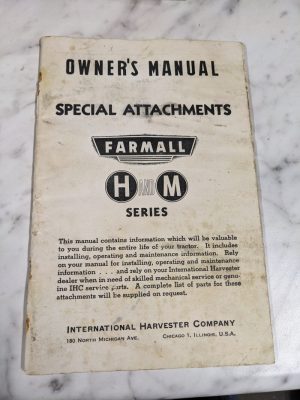 OWNER'S MANUAL
SPECIAL ATTACHMENTS
FARMALL
H AND M
SERIES
This manual contains information which will be valuable
to you during the entire life of your tractor. It includes
installing, operating and maintenance information. Rely
on your manual for installing, operating and maintenance
information . . . and rely on your International Harvester
dealer when in need of skilled mechanical service or genu-
ine IHC service parts. A complete list of parts for these
attachments will be supplied on request.
INTERNATIONAL HARVESTER COMPANY
180 NORTH MICHIGAN AVE. CHICAGO 1, ILLINOIS, U.S.A.